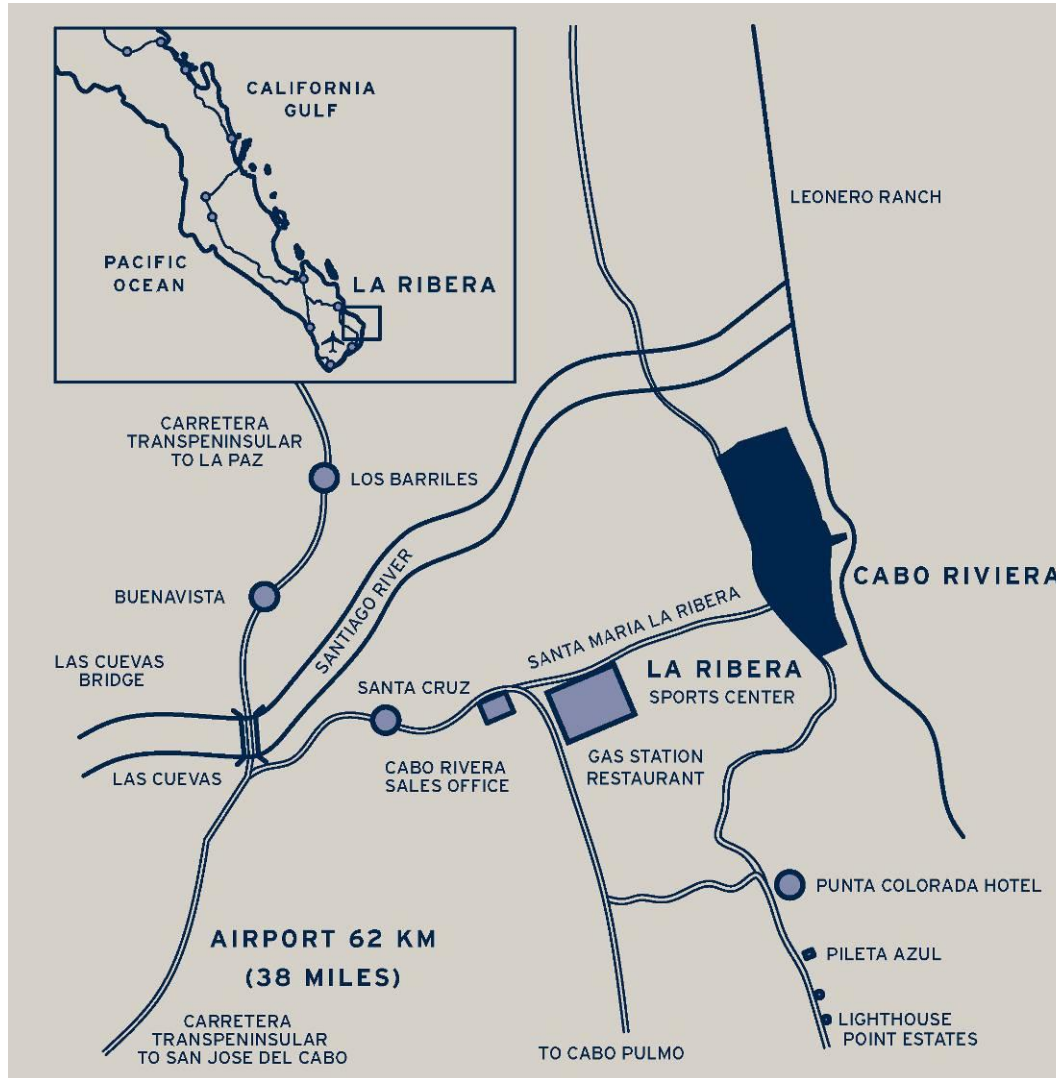 CALIFORNIA
GULF
PACIFIC
OCEAN
LA RIBERA
LEONERO RANCH
CARRETERA
TRANSPENINSULAR
TO LA PAZ
LOS BARRILES
BUENAVISTA
SANTIAGO RIVER
CABO RIVIERA
LAS CUEVAS
BRIDGE
SANTA MARIA LA RIBERA
LA RIBERA
SPORTS CENTER
SANTA CRUZ
LAS CUEVAS
CABO RIVERA
SALES OFFICE
GAS STATION
RESTAURANT
PUNTA COLORADA HOTEL
AIRPORT 62 KM
(38 MILES)
PILETA AZUL
LIGHTHOUSE
POINT ESTATES
CARRETERA
TRANSPENINSULAR
TO SAN JOSE DEL CABO
TO CABO PULMO